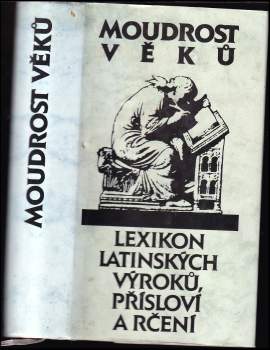 MOUDROST VĚKŮ
MOUDROST
VĚKŮ
LEXIKON
LATINSKÝCH
VÝROKŮ,
PŘÍSLOVÍ
A RČENÍ